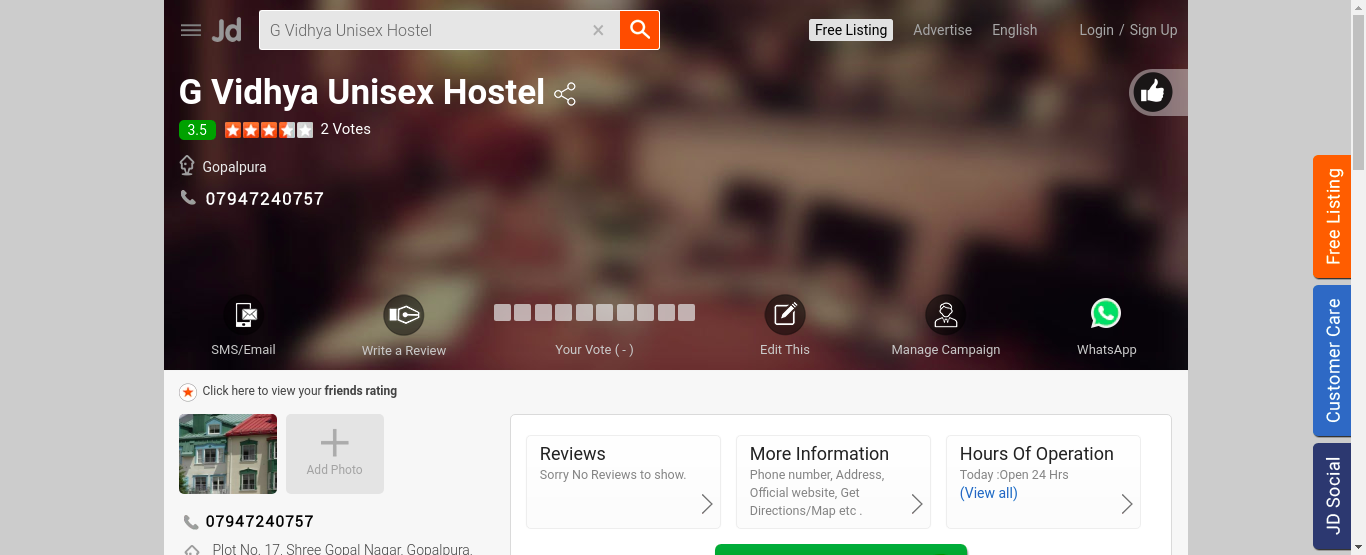 Jd
G Vidhya Unisex Hostel
Free Listing
Advertise
English
Login / Sign Up
G Vidhya Unisex Hostel
3.5
2 Votes
Gopalpura
07947240757
SMS/Email
Write a Review
Your Vote ( - )
Edit This
Manage Campaign
WhatsApp
Click here to view your friends rating
Add Photo
07947240757
Plot No. 17, Shree Gopal Nagar, Gopalpura,
Reviews
Sorry No Reviews to show.
More Information
Phone number, Address,
Official website, Get
Directions/Map etc .
Hours Of Operation
Today :Open 24 Hrs
(View all)
Free Listing
Customer Care
JD Social